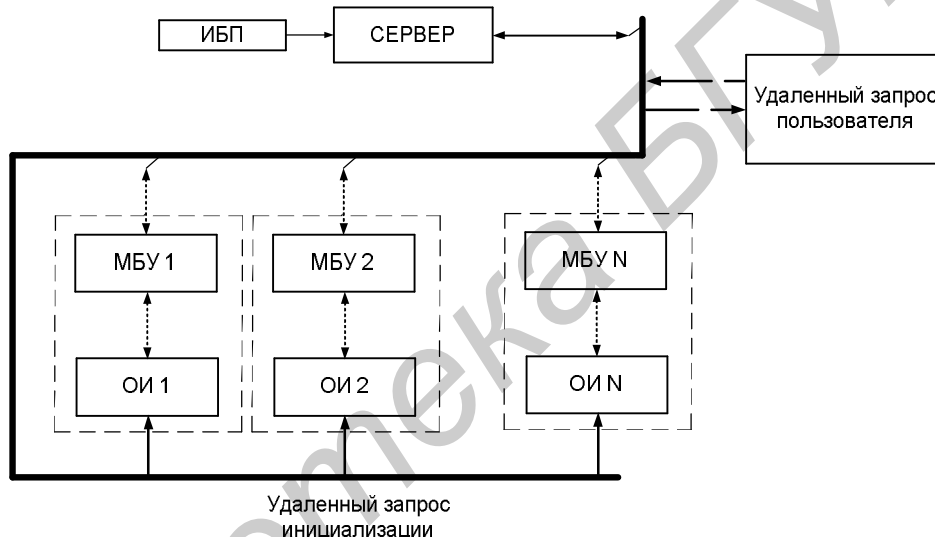 ИБП
СЕРВЕР
Удаленный запрос
пользователя
МБУ 1
МБУ 2
МБУ N
ОИ 1
ОИ 2
ОИ N
Удаленный запрос
инициализации